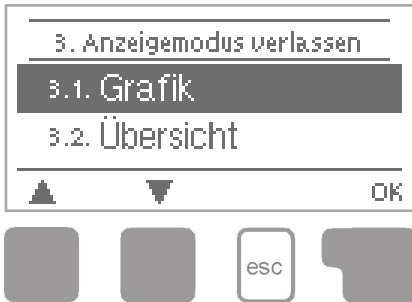 3. Anzeigemodus verlassen
3.1. Grafik
3.2. Übersicht
OK
esc